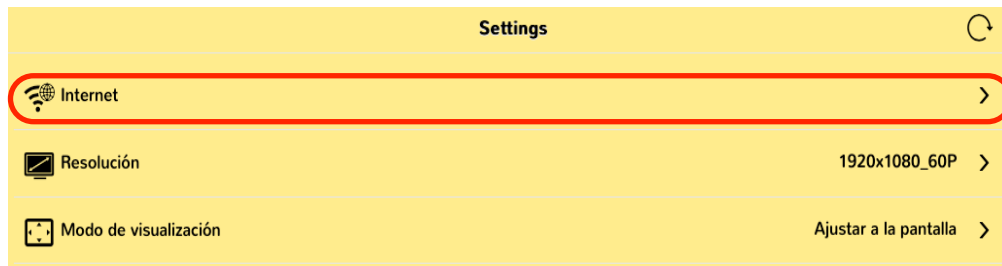 Settings
Internet
Resolución 1920x1080_60P
Modo de visualización Ajustar a la pantalla